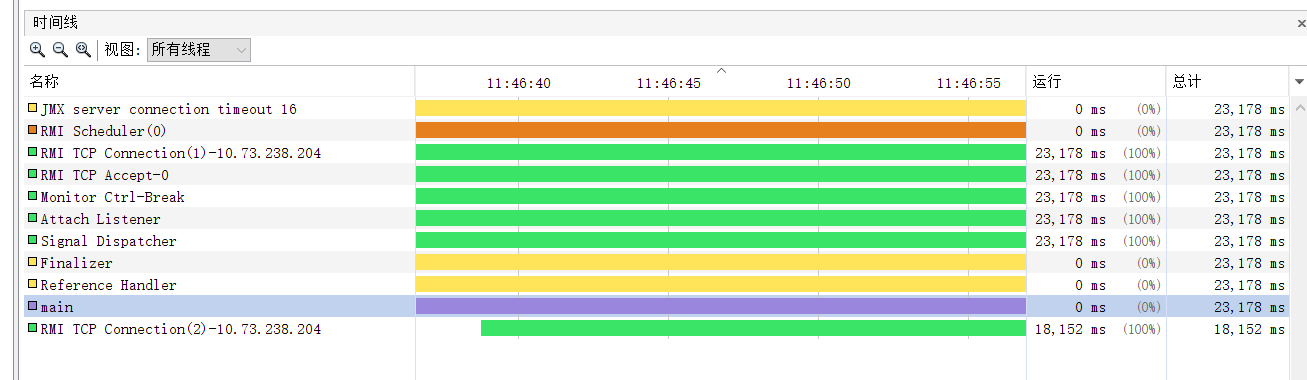 时间线
视图: 所有线程
名称 11:46:40 11:46:45 11:46:50 11:46:55 运行 总计
JMX server connection timeout 16 0 ms (0%) 23,178 ms
RMI Scheduler(0) 0 ms (0%) 23,178 ms
RMI TCP Connection(1)-10.73.238.204 23,178 ms (100%) 23,178 ms
RMI TCP Accept-0 23,178 ms (100%) 23,178 ms
Monitor Ctrl-Break 23,178 ms (100%) 23,178 ms
Attach Listener 23,178 ms (100%) 23,178 ms
Signal Dispatcher 23,178 ms (100%) 23,178 ms
Finalizer 0 ms (0%) 23,178 ms
Reference Handler 0 ms (0%) 23,178 ms
main 0 ms (0%) 23,178 ms
RMI TCP Connection(2)-10.73.238.204 18,152 ms (100%) 18,152 ms